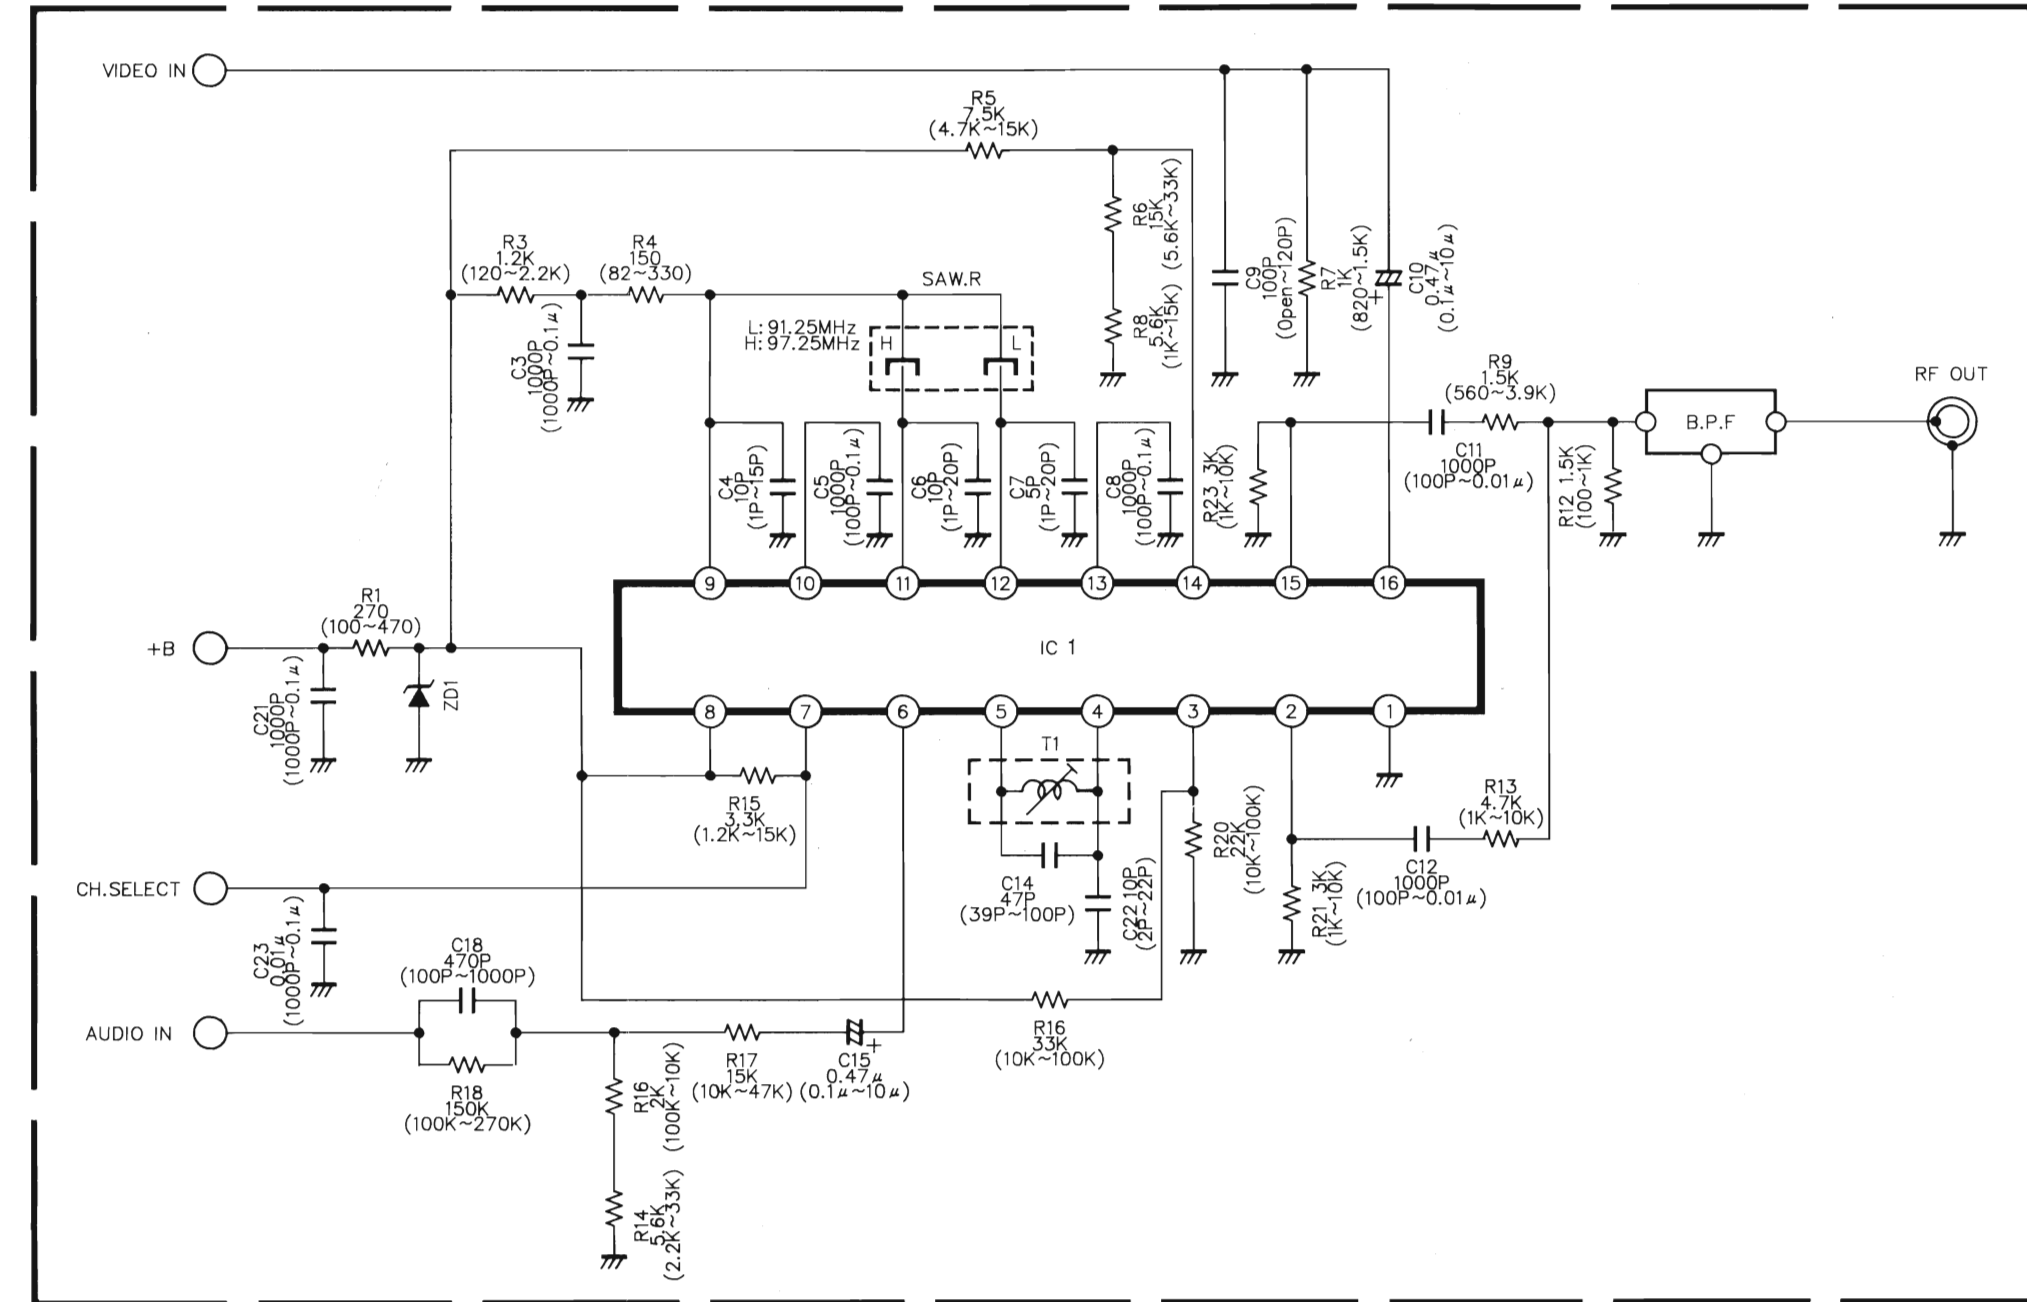 VIDEO IN
R5
7.5K
(4.7K~15K)
R6
15K
(5.6K~33K)
R8
5.6K
(1K~15K)
C9
100P
(Open~120P)
R7
1K
(820~1.5K)
+
C10
0.47μ
(0.1μ~10μ)
R3
1.2K
(120~2.2K)
R4
150
(82~330)
C3
1000P
(1000P~0.1μ)
SAW.R
L: 91.25MHz
H: 97.25MHz
H
L
R9
1.5K
(560~3.9K)
RF OUT
B.P.F
C11
1000P
(100P~0.01μ)
R12 1.5K
(100~1K)
C4
10P
(1P~15P)
C5
1000P
(100P~0.1μ)
C6
10P
(1P~20P)
C7
5P
(1P~20P)
C8
1000P
(100P~0.1μ)
R23 3K
(1K~10K)
9
10
11
12
13
14
15
16
R1
270
(100~470)
+B
IC 1
C21
1000P
(1000P~0.1μ)
ZD1
8
7
6
5
4
3
2
1
T1
R15
3.3K
(1.2K~15K)
R20
22K
(10K~100K)
R13
4.7K
(1K~10K)
C12
1000P
(100P~0.01μ)
R21 3K
(1K~10K)
C14
47P
(39P~100P)
C22 10P
(2P~22P)
CH.SELECT
C23
0.01μ
(1000P~0.1μ)
C18
470P
(100P~1000P)
AUDIO IN
R18
150K
(100K~270K)
R16
2K
(100K~10K)
R17
15K
(10K~47K)
+
C15
0.47μ
(0.1μ~10μ)
R16
33K
(10K~100K)
R14
5.6K
(2.2K~33K)